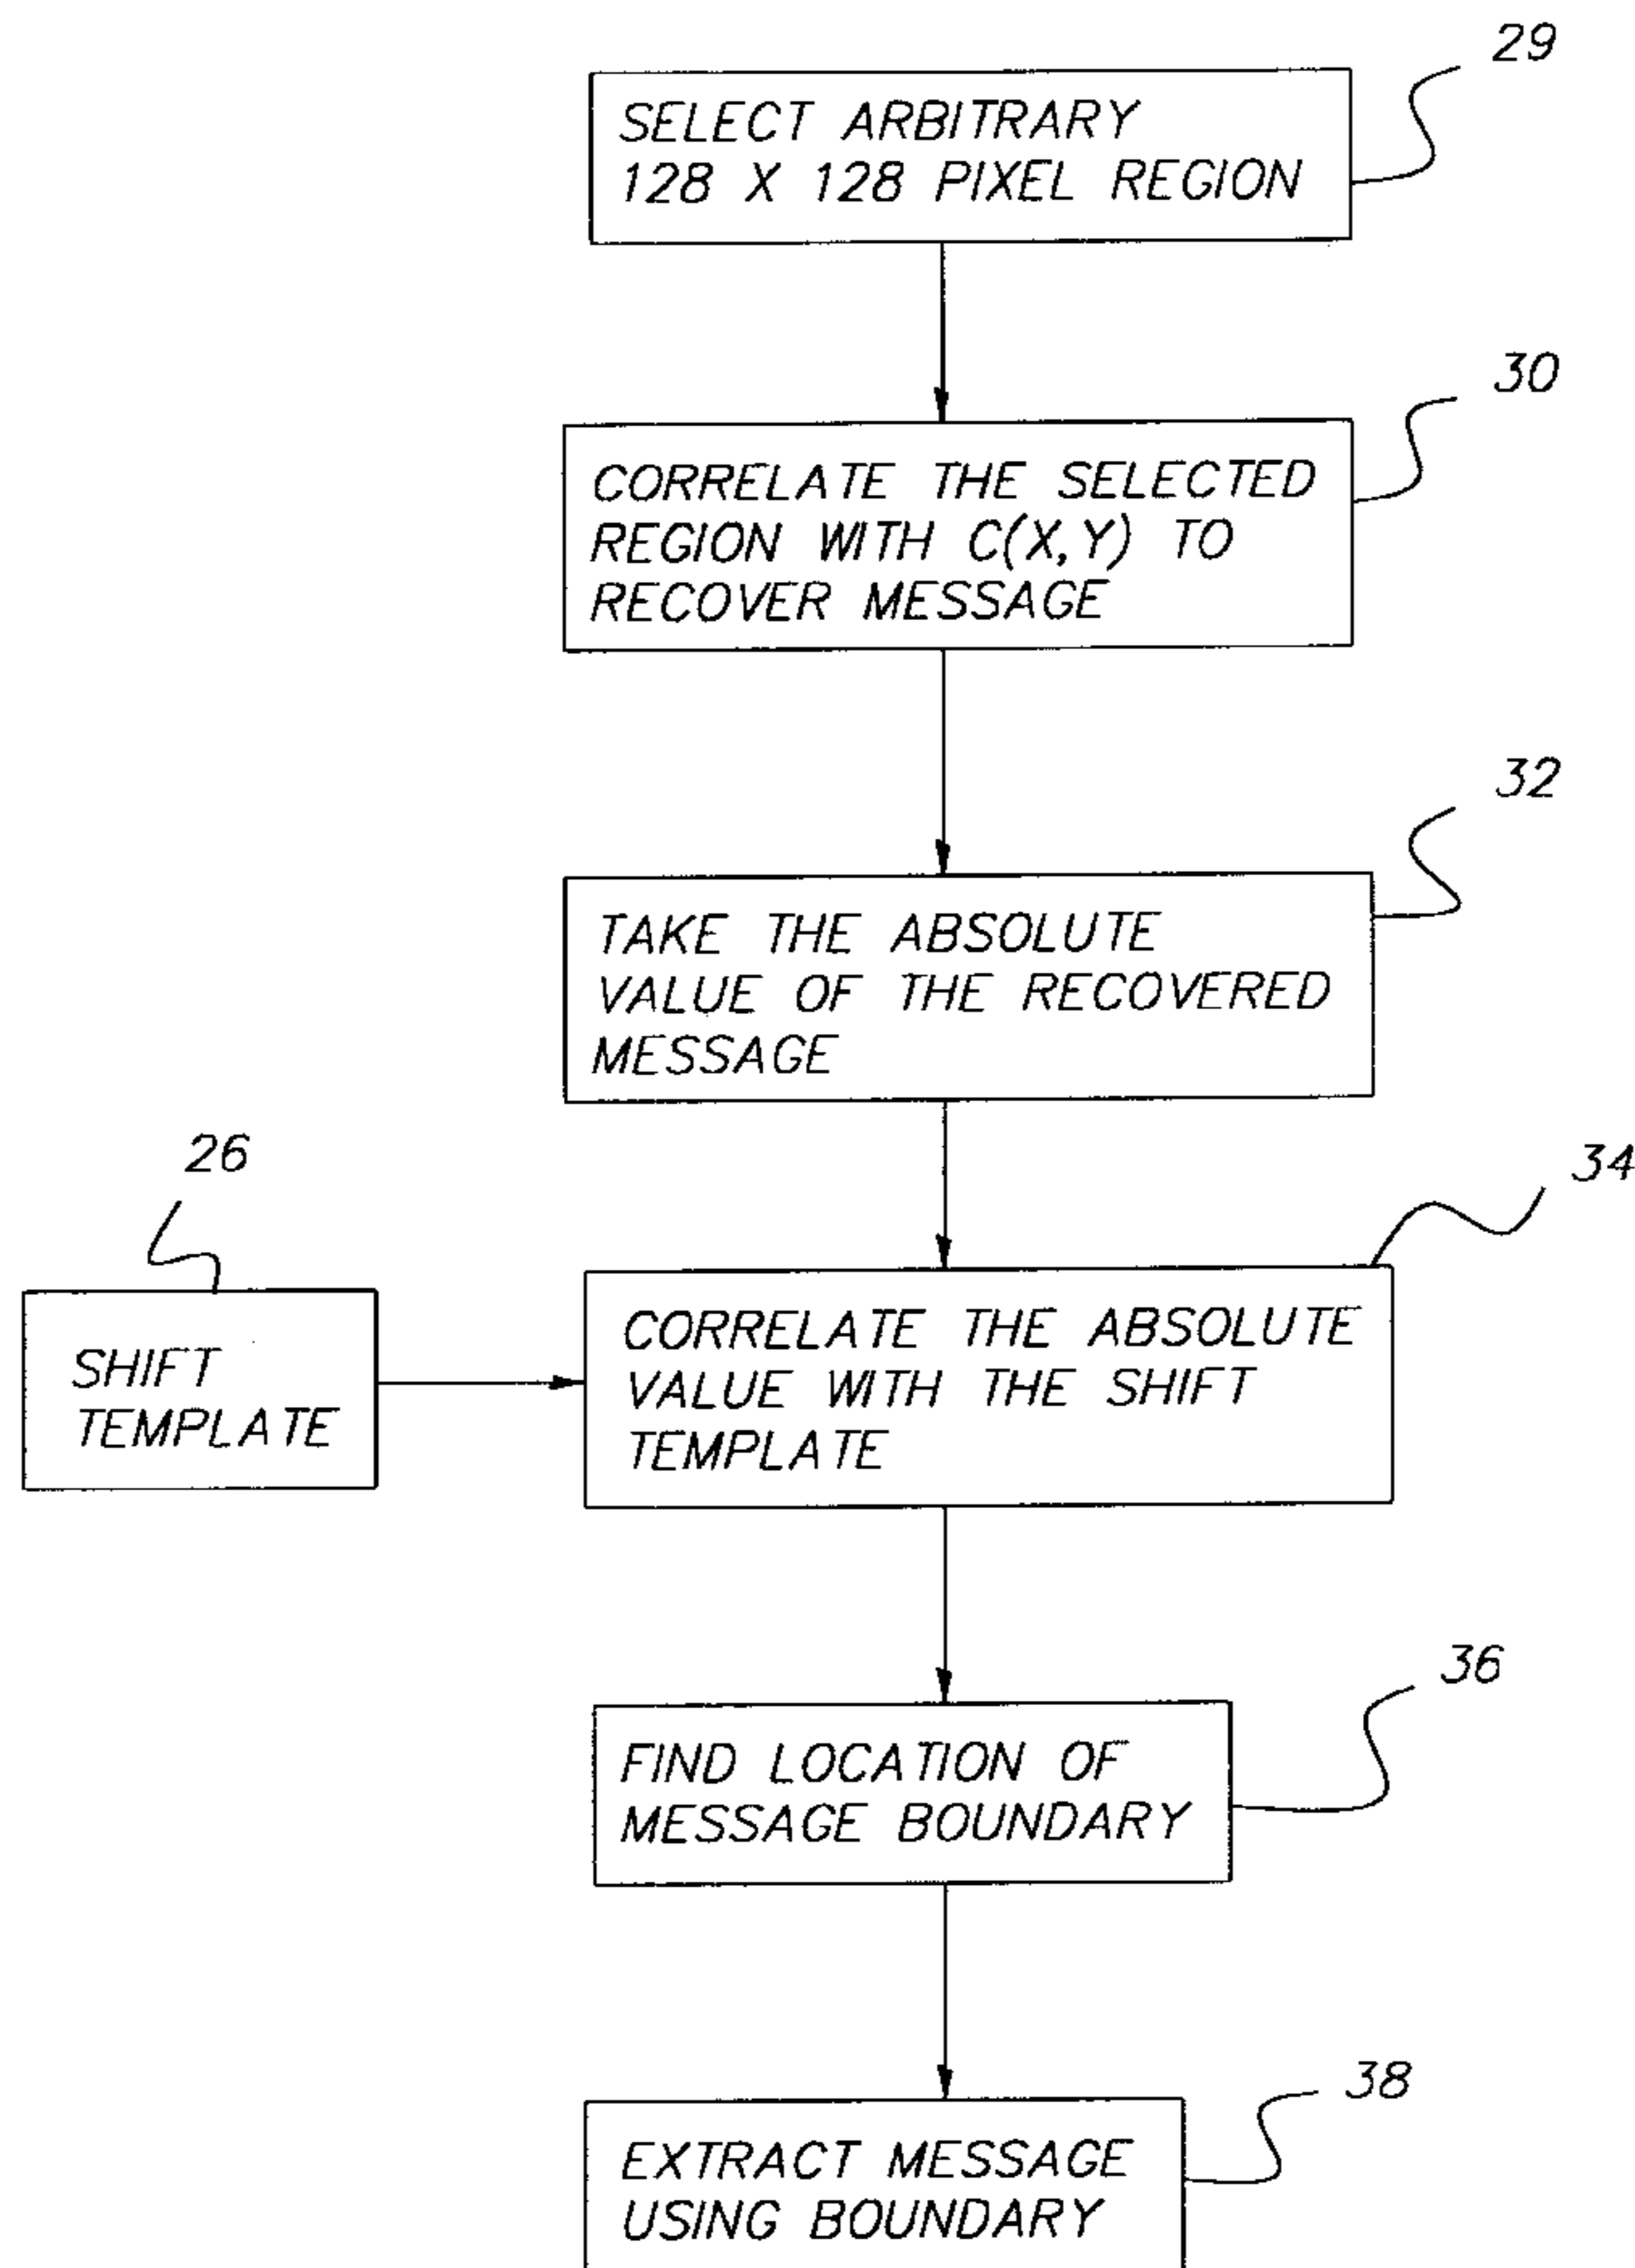 29
SELECT ARBITRARY
128 X 128 PIXEL REGION
30
CORRELATE THE SELECTED
REGION WITH C(X,Y) TO
RECOVER MESSAGE
32
TAKE THE ABSOLUTE
VALUE OF THE RECOVERED
MESSAGE
26
SHIFT
TEMPLATE
34
CORRELATE THE ABSOLUTE
VALUE WITH THE SHIFT
TEMPLATE
36
FIND LOCATION OF
MESSAGE BOUNDARY
38
EXTRACT MESSAGE
USING BOUNDARY